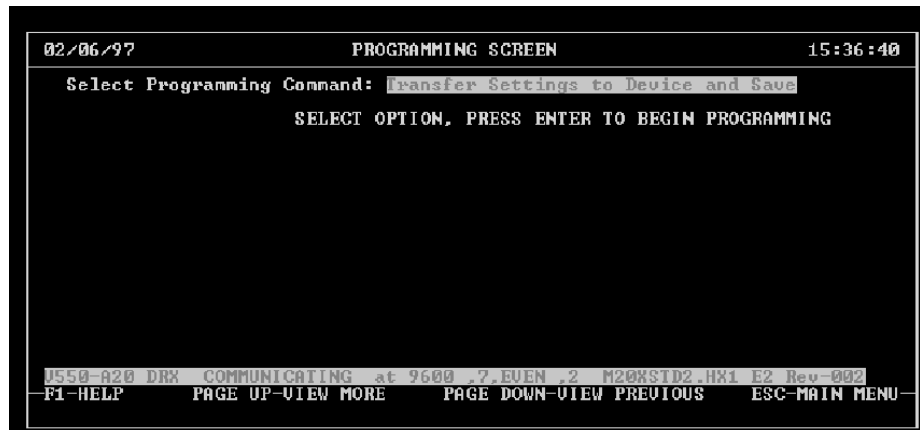 02/06/97 PROGRAMMING SCREEN 15:36:40
Select Programming Command: Transfer Settings to Device and Save
SELECT OPTION, PRESS ENTER TO BEGIN PROGRAMMING
V550-A20 DRX COMMUNICATING at 9600 ,7,EVEN ,2 M20XSTD2.HX1 E2 Rev-002
F1-HELP PAGE UP-VIEW MORE PAGE DOWN-VIEW PREVIOUS ESC-MAIN MENU